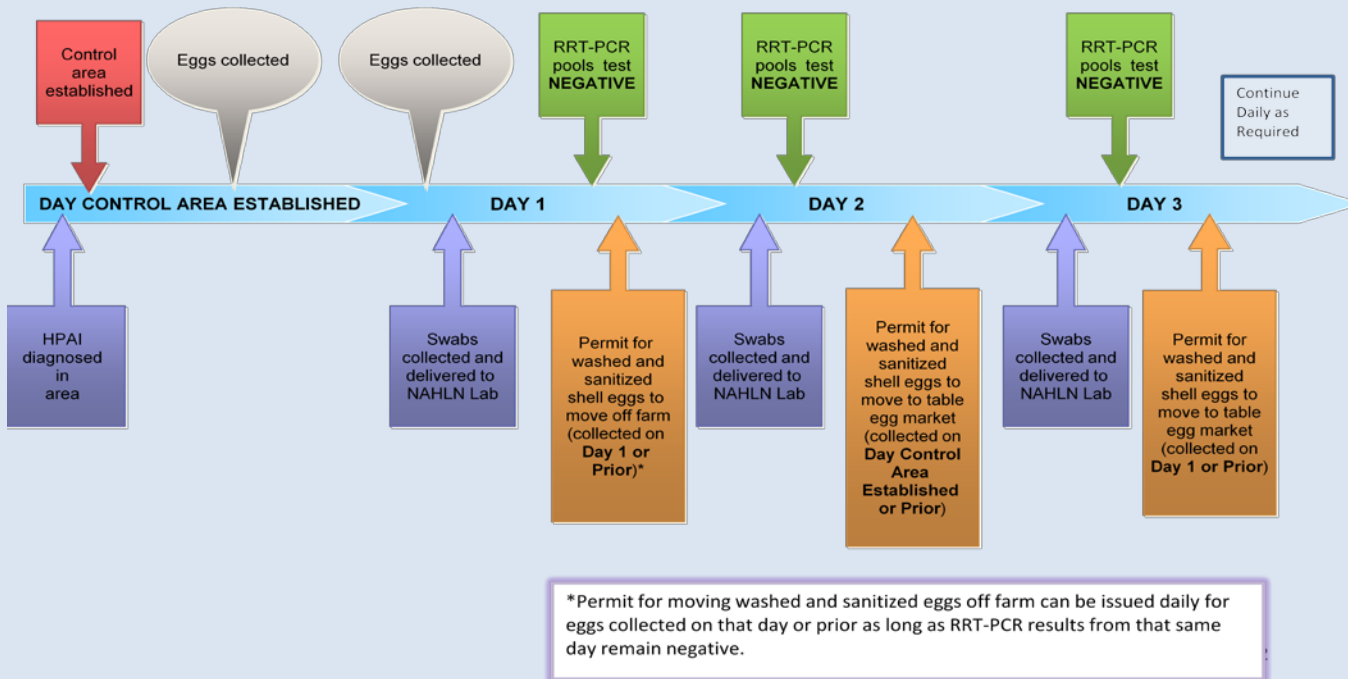 Control
area
established
Eggs collected
Eggs collected
RRT-PCR
pools test
NEGATIVE
RRT-PCR
pools test
NEGATIVE
RRT-PCR
pools test
NEGATIVE
Continue
Daily as
Required
DAY CONTROL AREA ESTABLISHED
DAY 1
DAY 2
DAY 3
HPAI
diagnosed
in
area
Swabs
collected and
delivered to
NAHLN Lab
Permit for
washed and
sanitized
shell eggs to
move off farm
(collected on
Day 1 or
Prior)*
Swabs
collected and
delivered to
NAHLN Lab
Permit for
washed and
sanitized
shell eggs to
move to table
egg market
(collected on
Day Control
Area
Established
or Prior)
Swabs
collected and
delivered to
NAHLN Lab
Permit for
washed and
sanitized
shell eggs to
move to table
egg market
(collected on
Day 1 or Prior)
*Permit for moving washed and sanitized eggs off farm can be issued daily for
eggs collected on that day or prior as long as RRT-PCR results from that same
day remain negative.